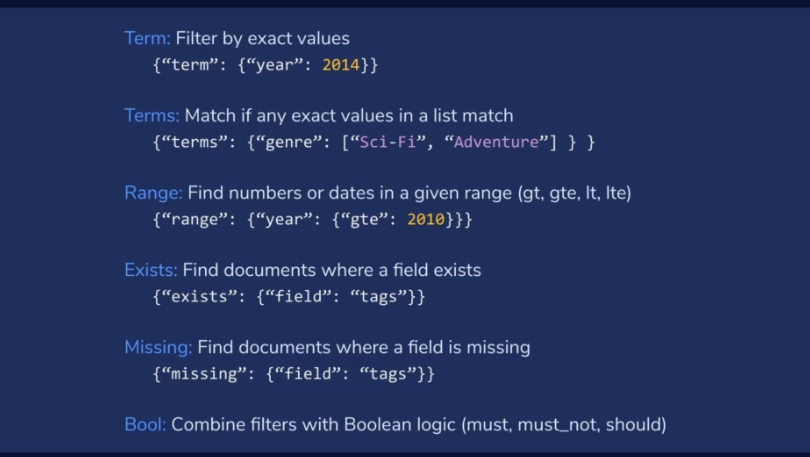 Term: Filter by exact values
{“term”: {“year”: 2014}}
Terms: Match if any exact values in a list match
{“terms”: {“genre”: [“Sci-Fi”, “Adventure”] } }
Range: Find numbers or dates in a given range (gt, gte, lt, lte)
{“range”: {“year”: {“gte”: 2010}}}
Exists: Find documents where a field exists
{“exists”: {“field”: “tags”}}
Missing: Find documents where a field is missing
{“missing”: {“field”: “tags”}}
Bool: Combine filters with Boolean logic (must, must_not, should)